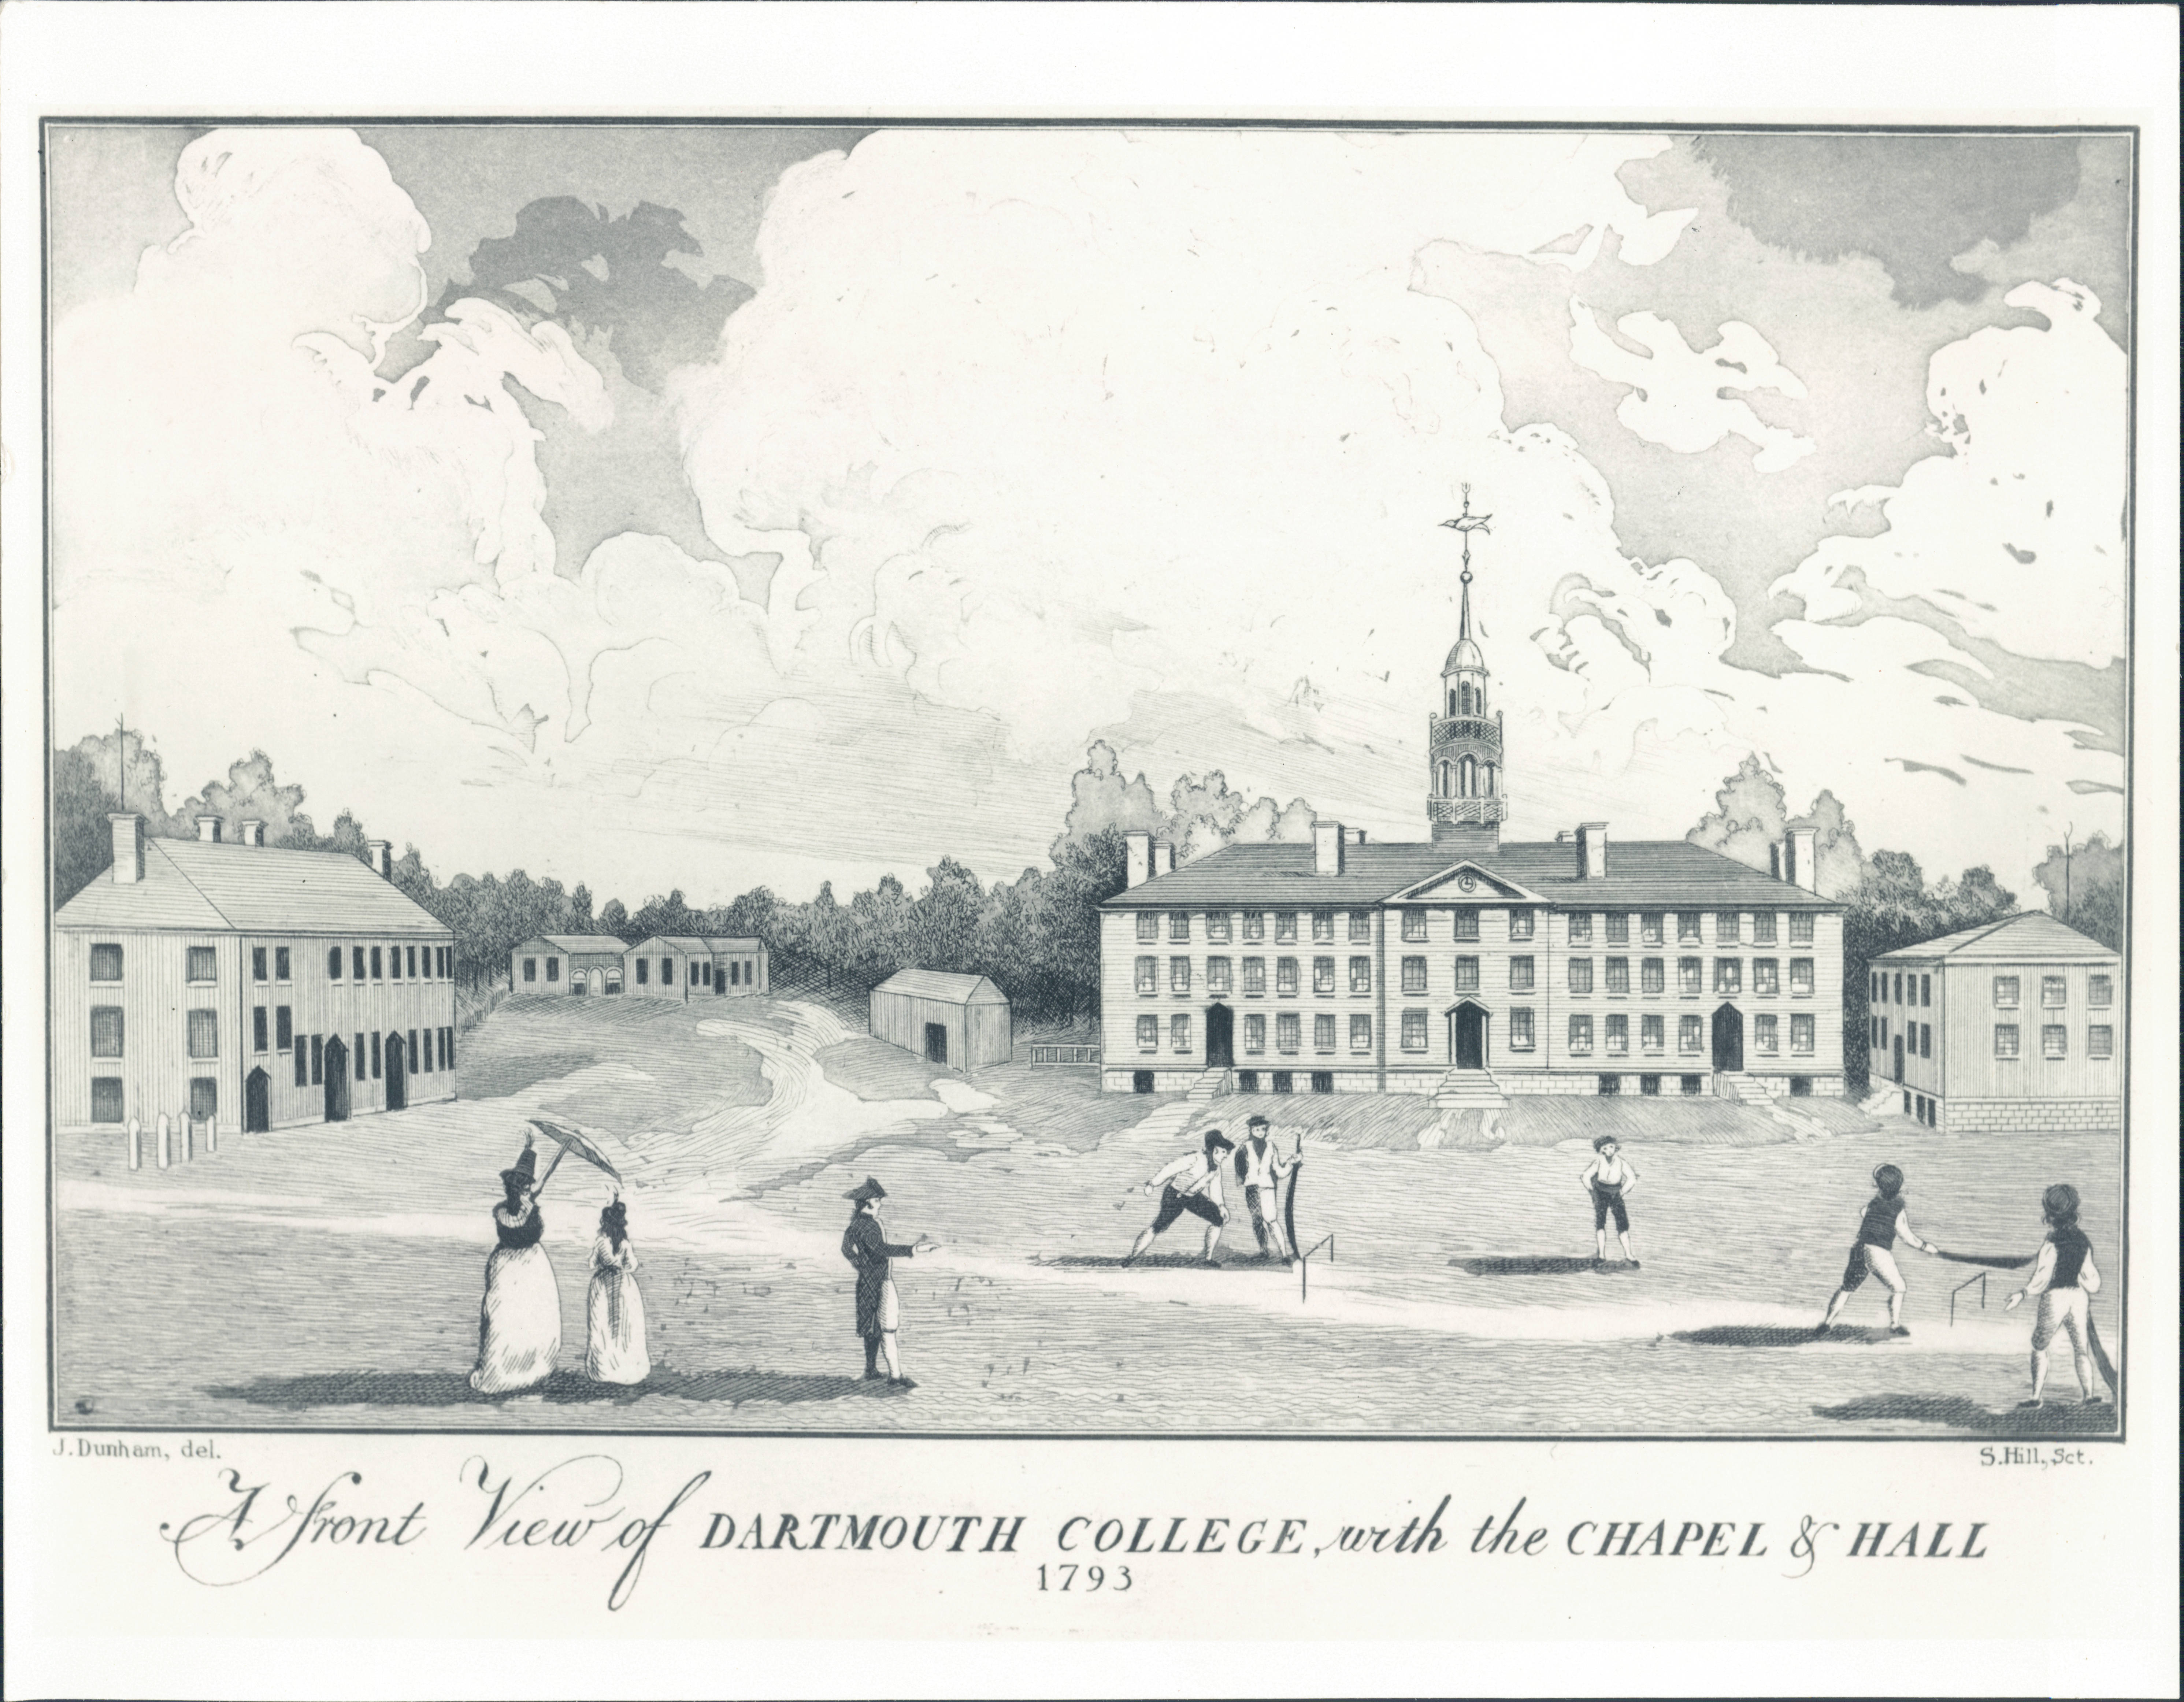 J. Dunham, del.
S. Hill, Sct.
A front View of DARTMOUTH COLLEGE, with the CHAPEL & HALL
1793